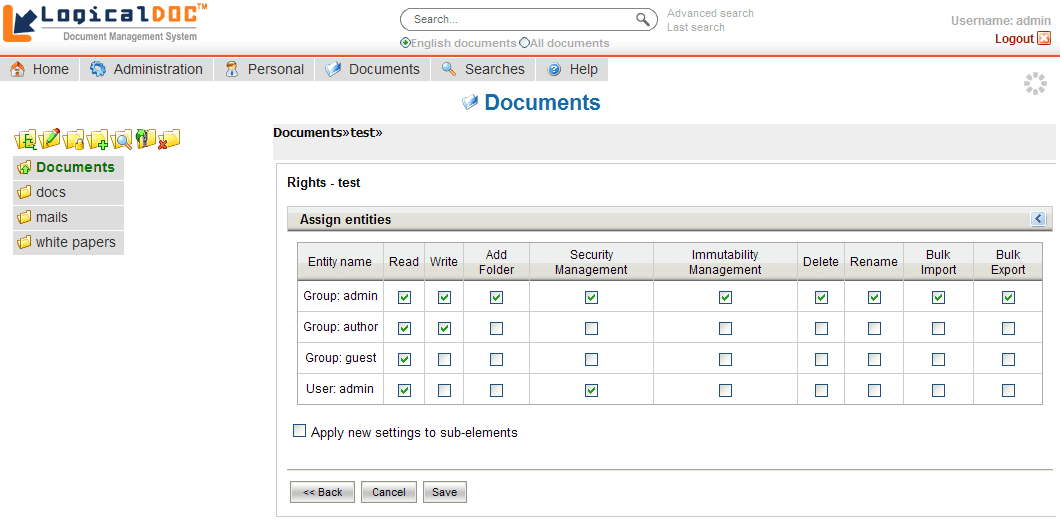 LogicalDOC™
Document Management System
Search...
Advanced search
Last search
English documents All documents
Username: admin
Logout
Home Administration Personal Documents Searches Help
Documents
Documents»test»
Documents
docs
mails
white papers
Rights - test
Assign entities
Entity name Read Write Add Folder Security Management Immutability Management Delete Rename Bulk Import Bulk Export
Group: admin
Group: author
Group: guest
User: admin
Apply new settings to sub-elements
<< Back Cancel Save